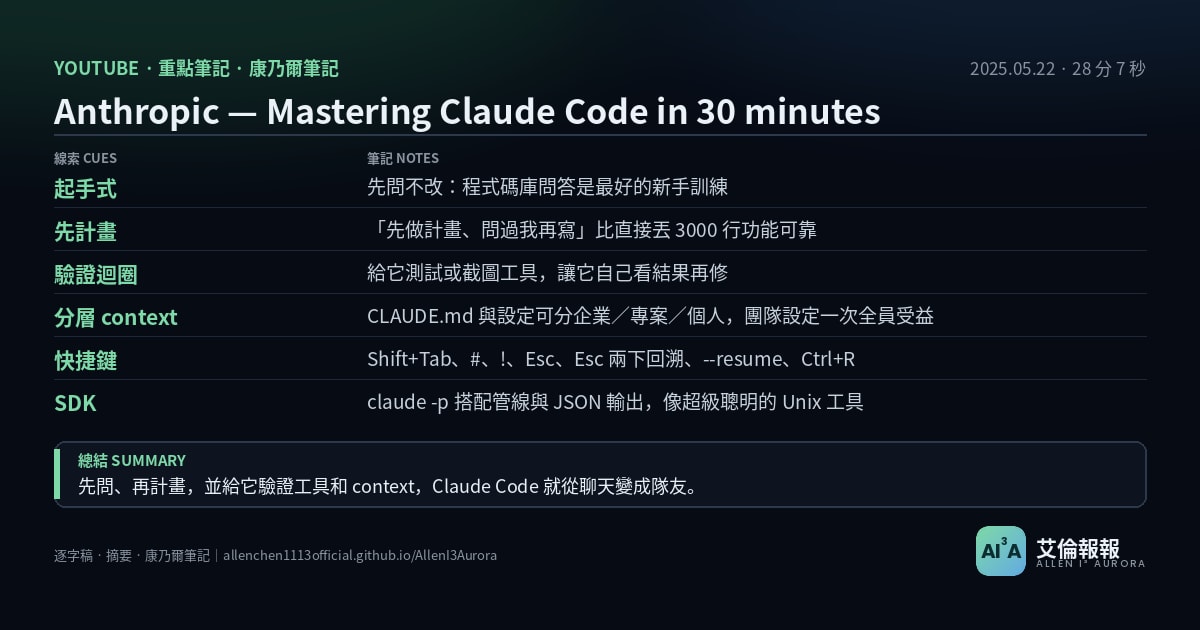 YOUTUBE · 重點筆記 · 康乃爾筆記
2025.05.22 · 28 分 7 秒
Anthropic — Mastering Claude Code in 30 minutes
線索 CUES
筆記 NOTES
起手式
先問不改：程式碼庫問答是最好的新手訓練
先計畫
「先做計畫、問過我再寫」比直接丟 3000 行功能可靠
驗證迴圈
給它測試或截圖工具，讓它自己看結果再修
分層 context
CLAUDE.md 與設定可分企業／專案／個人，團隊設定一次全員受益
快捷鍵
Shift+Tab、#、!、Esc、Esc 兩下回溯、--resume、Ctrl+R
SDK
claude -p 搭配管線與 JSON 輸出，像超級聰明的 Unix 工具
總結 SUMMARY
先問、再計畫，並給它驗證工具和 context，Claude Code 就從聊天變成隊友。
逐字稿 · 摘要 · 康乃爾筆記｜allenchen1113official.github.io/AllenI3Aurora
AI³A
艾倫報報
ALLEN I³ AURORA